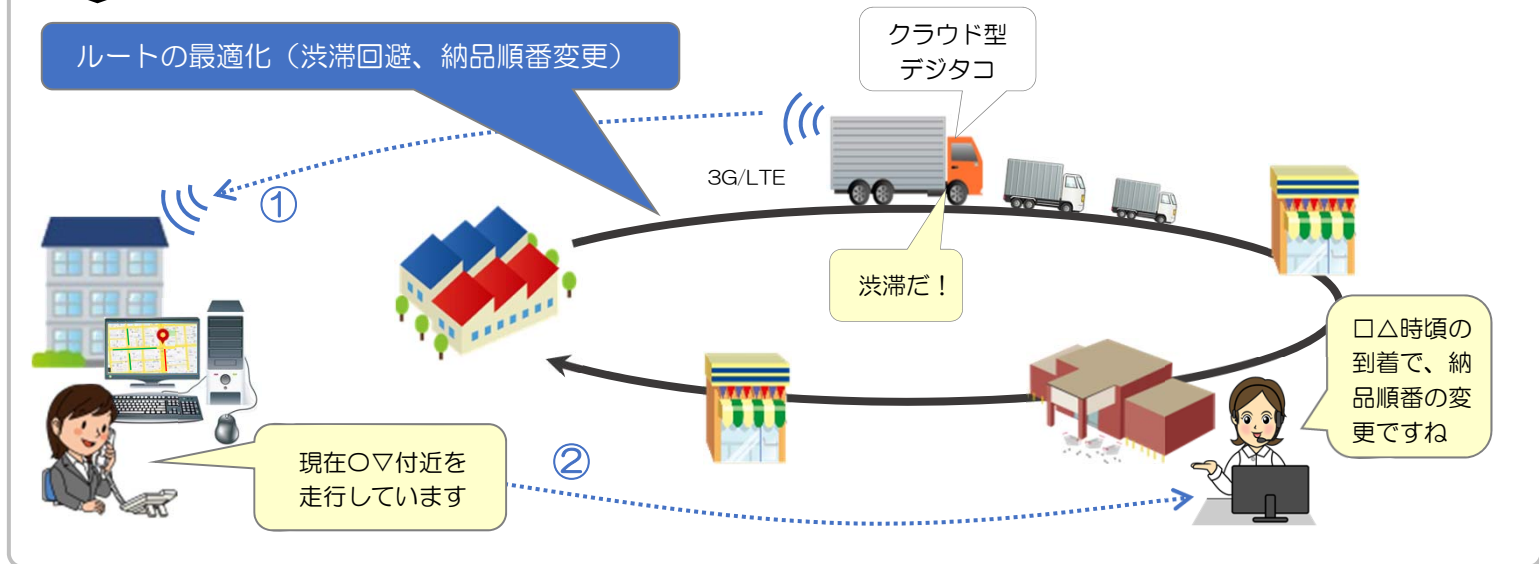 ルートの最適化（渋滞回避、納品順番変更）
クラウド型
デジタコ
3G/LTE
①
渋滞だ！
□△時頃の
到着で、納
品順番の変
更ですね
現在〇▽付近を
走行しています
②